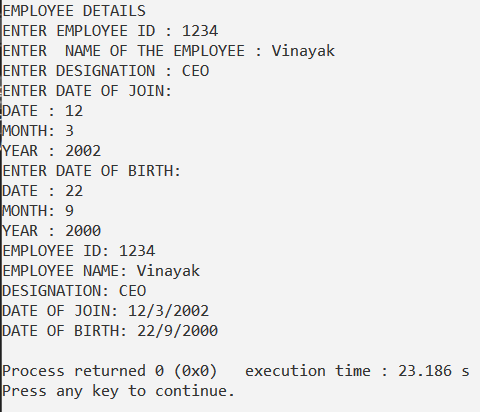 EMPLOYEE DETAILS
ENTER EMPLOYEE ID : 1234
ENTER  NAME OF THE EMPLOYEE : Vinayak
ENTER DESIGNATION : CEO
ENTER DATE OF JOIN:
DATE : 12
MONTH: 3
YEAR : 2002
ENTER DATE OF BIRTH:
DATE : 22
MONTH: 9
YEAR : 2000
EMPLOYEE ID: 1234
EMPLOYEE NAME: Vinayak
DESIGNATION: CEO
DATE OF JOIN: 12/3/2002
DATE OF BIRTH: 22/9/2000

Process returned 0 (0x0)   execution time : 23.186 s
Press any key to continue.